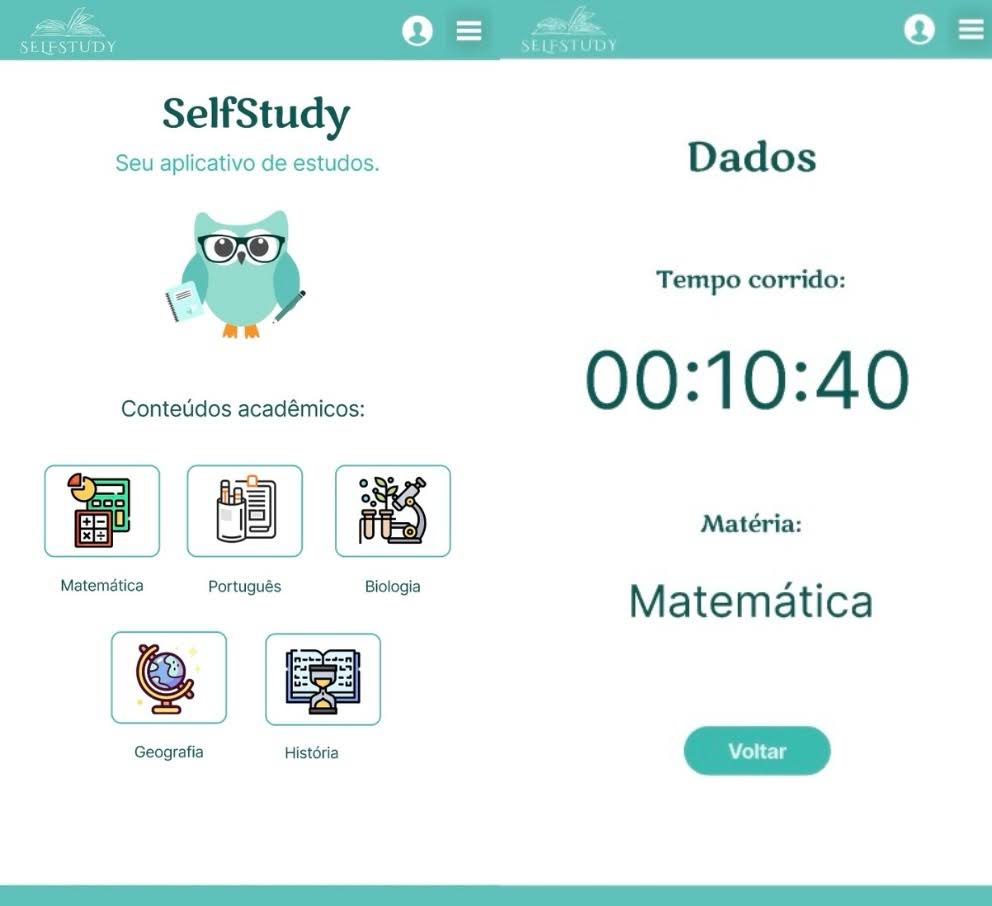 SELFSTUDY
SelfStudy
Seu aplicativo de estudos.
Conteúdos acadêmicos:
Matemática
Português
Biologia
Geografia
História
SELFSTUDY
Dados
Tempo corrido:
00:10:40
Matéria:
Matemática
Voltar